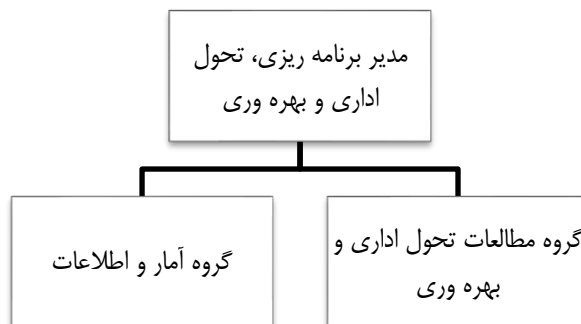 مدیر برنامه ریزی، تحول
اداری و بهره وری
گروه مطالعات تحول اداری و
بهره وری
گروه آمار و اطلاعات